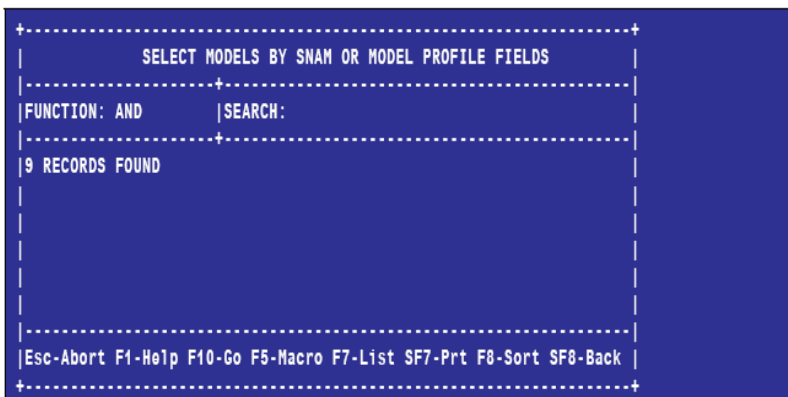 SELECT MODELS BY SNAM OR MODEL PROFILE FIELDS
FUNCTION: AND |SEARCH:
9 RECORDS FOUND
Esc-Abort F1-Help F10-Go F5-Macro F7-List SF7-Prt F8-Sort SF8-Back